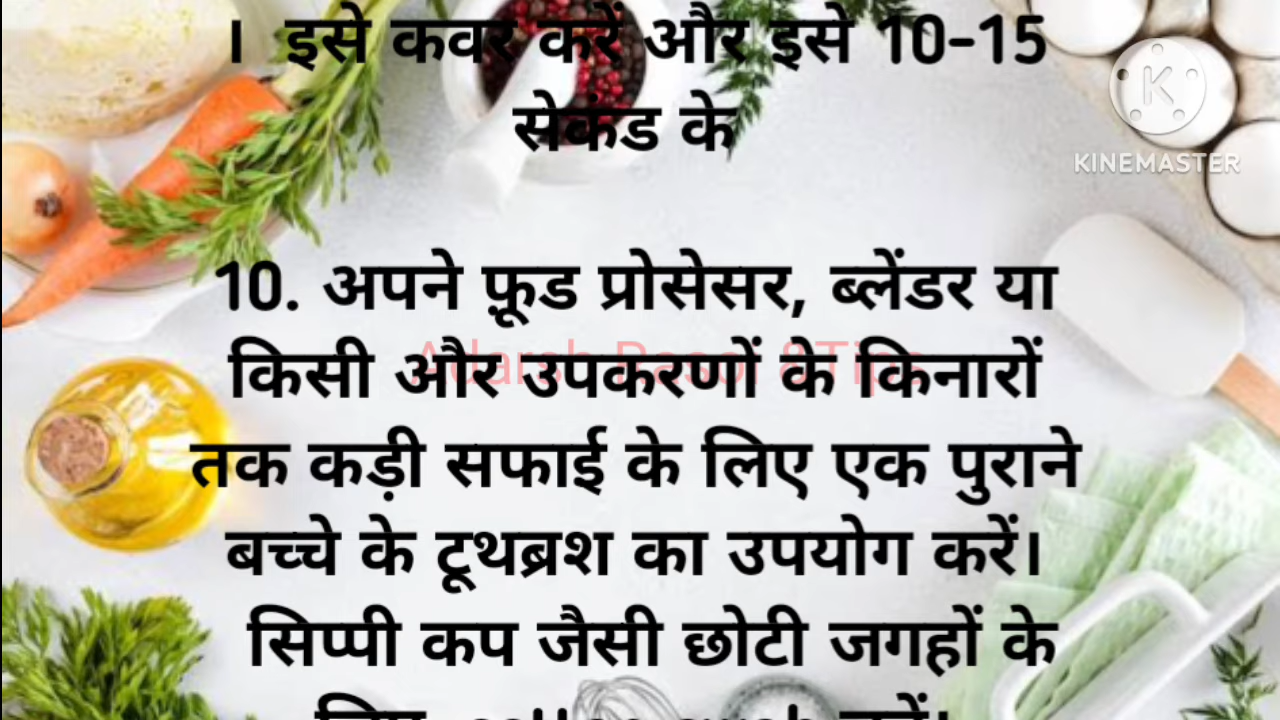 । इसे कवर करें और इसे 10-15
सेकंड के
KINEMASTER
10. अपने फ़ूड प्रोसेसर, ब्लेंडर या
किसी और उपकरणों के किनारों
तक कड़ी सफाई के लिए एक पुराने
बच्चे के टूथब्रश का उपयोग करें।
सिप्पी कप जैसी छोटी जगहों के